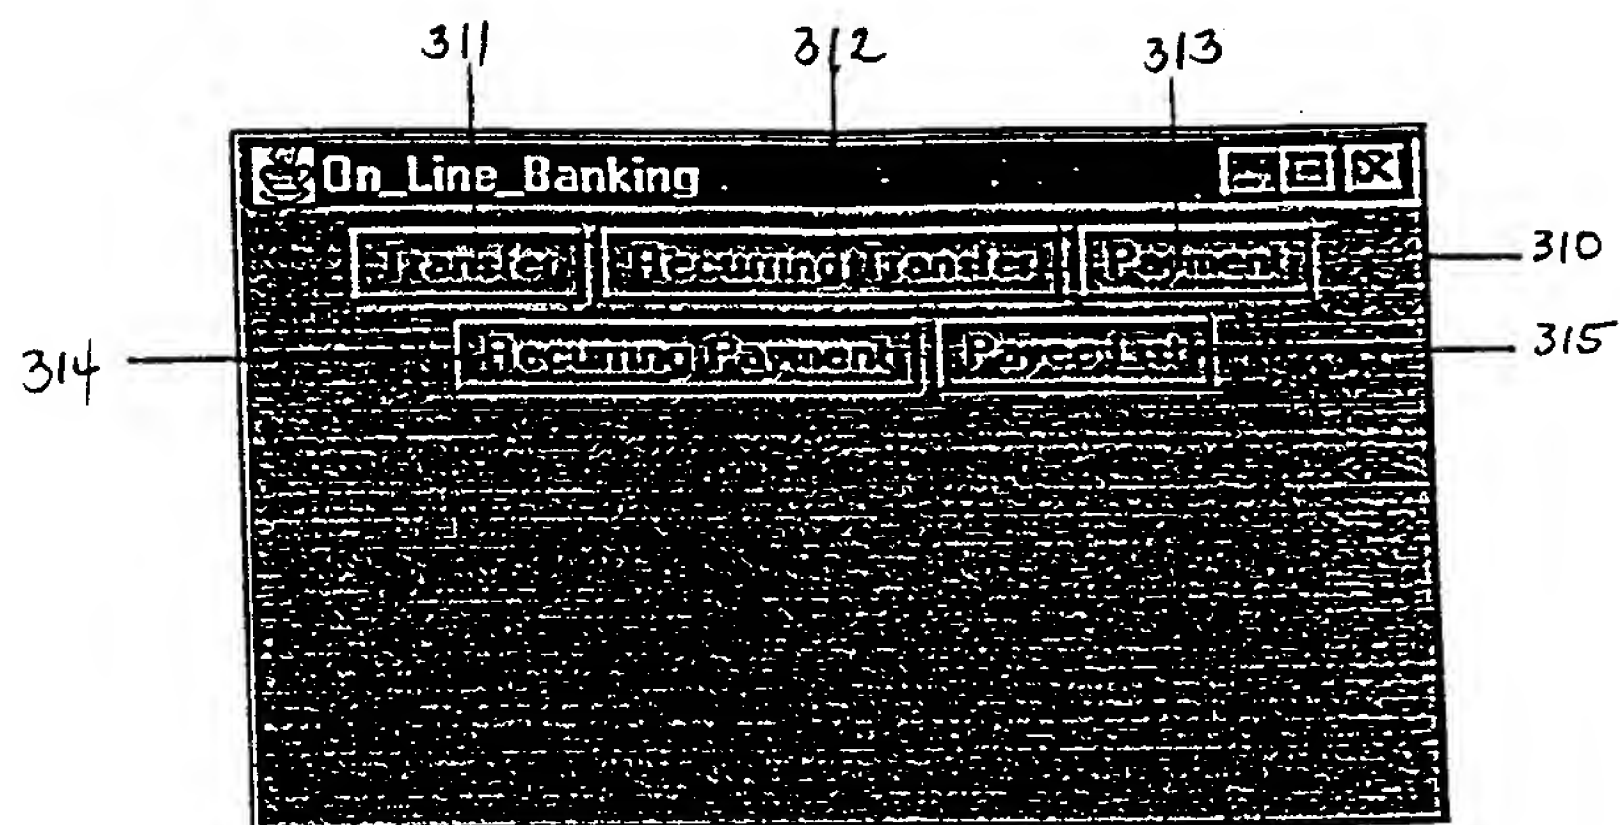 311 312 313
On_Line_Banking
Transfer Recurring Transfer Payment 310
314 Recurring Payment Payee List 315